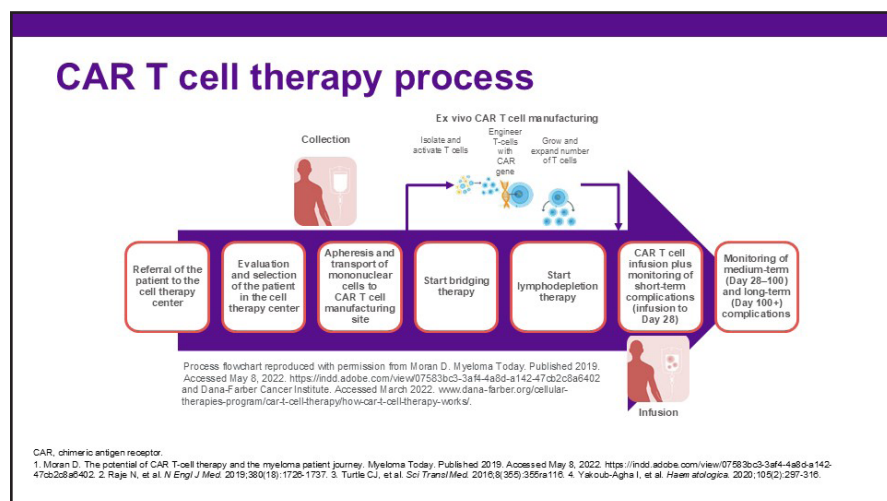 CAR T cell therapy process
Ex vivo CAR T cell manufacturing
Collection
Isolate and
activate T cells
Engineer
T-cells
with
CAR
gene
Grow and
expand number
of T cells
Referral of the
patient to the
cell therapy
center
Evaluation
and selection
of the patient
in the cell
therapy center
Apheresis and
transport of
mononuclear
cells to
CAR T cell
manufacturing
site
Start bridging
therapy
Start
lymphodepletion
therapy
CAR T cell
infusion plus
monitoring of
short-term
complications
(infusion to
Day 28)
Monitoring of
medium-term
(Day 28–100)
and long-term
(Day 100+)
complications
Infusion
Process flowchart reproduced with permission from Moran D. Myeloma Today. Published 2019.
Accessed May 8, 2022. https://indd.adobe.com/view/07583bc3-3af4-4a8d-a142-47cb2c8a6402
and Dana-Farber Cancer Institute. Accessed March 2022. www.dana-farber.org/cellular-
therapies-program/car-t-cell-therapy/how-car-t-cell-therapy-works/.
CAR, chimeric antigen receptor.
1. Moran D. The potential of CAR T-cell therapy and the myeloma patient journey. Myeloma Today. Published 2019. Accessed May 8, 2022. https://indd.adobe.com/view/07583bc3-3af4-4a8d-a142-
47cb2c8a6402. 2. Raje N, et al. N Engl J Med. 2019;380(18):1726-1737. 3. Turtle CJ, et al. Sci Transl Med. 2016;8(355):355ra116. 4. Yakoub-Agha I, et al. Haematologica. 2020;105(2):297-316.